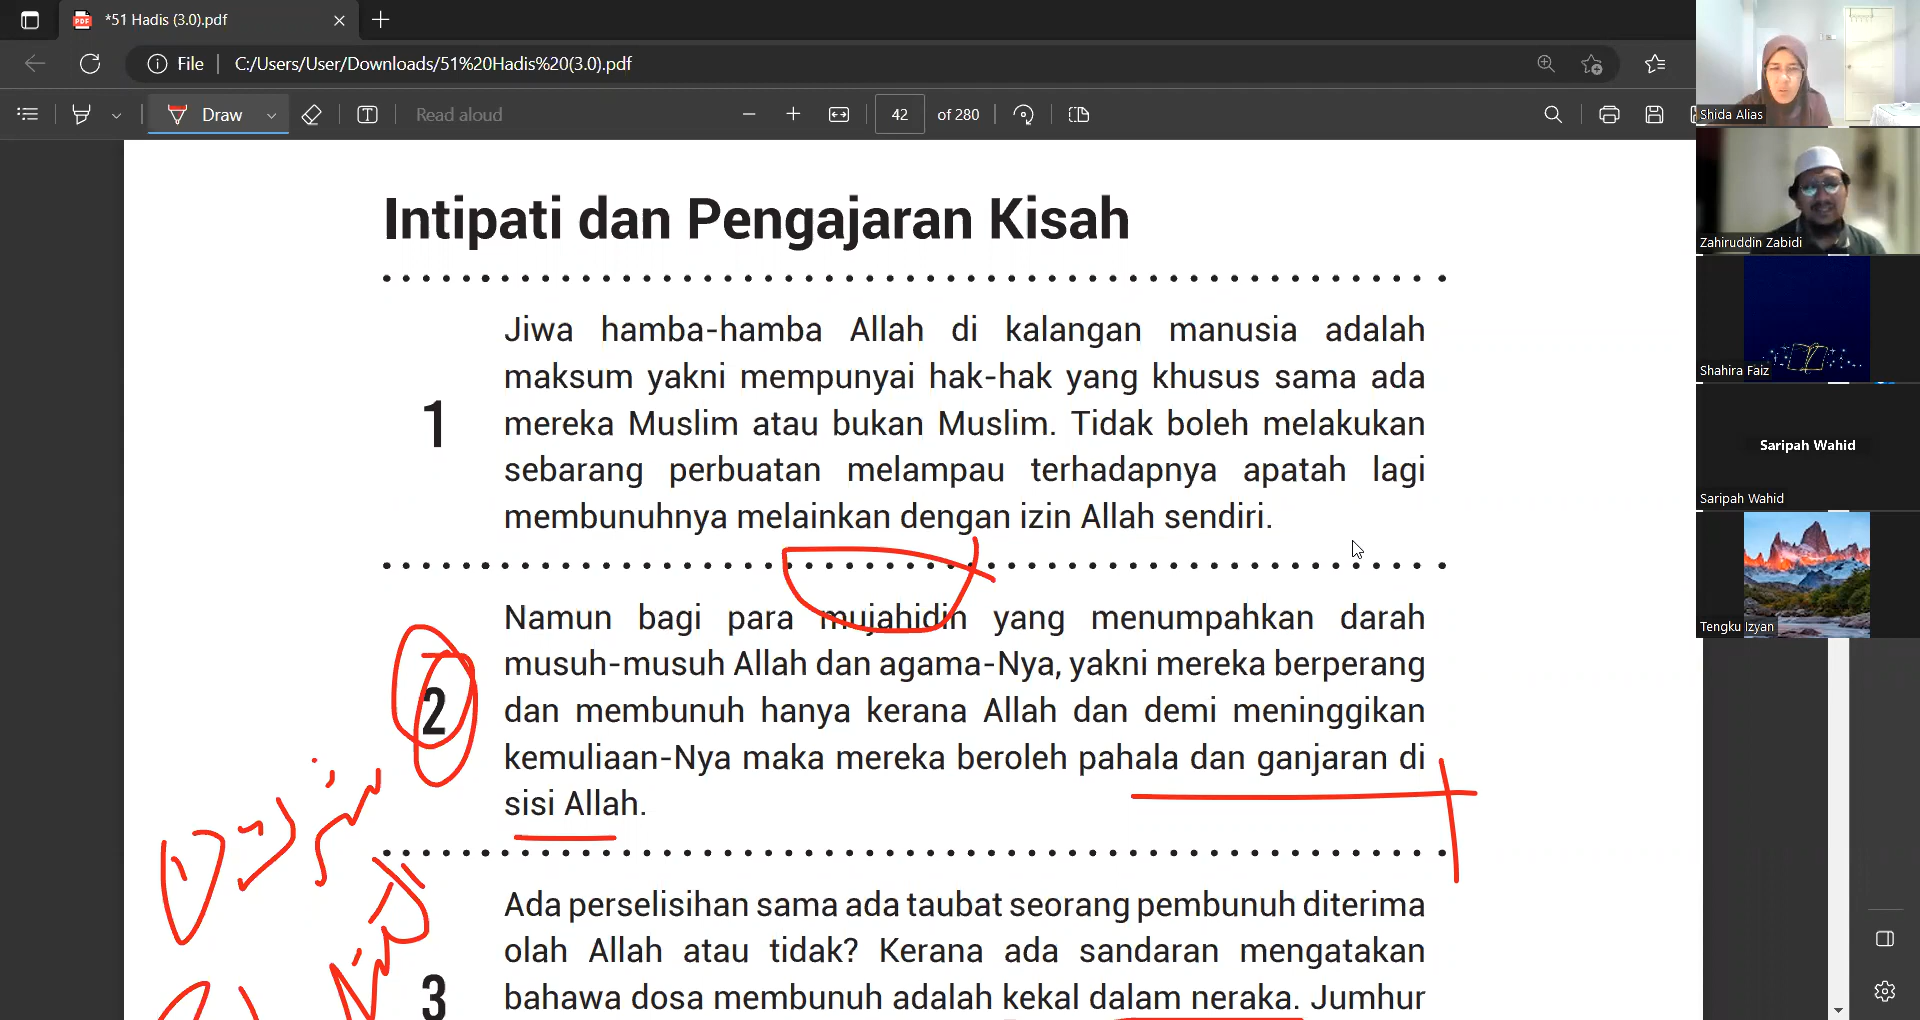 *51 Hadis (3.0).pdf
File
C:/Users/User/Downloads/51%20Hadis%20(3.0).pdf
Draw
Read aloud
42
of 280
Intipati dan Pengajaran Kisah
1
Jiwa hamba-hamba Allah di kalangan manusia adalah
maksum yakni mempunyai hak-hak yang khusus sama ada
mereka Muslim atau bukan Muslim. Tidak boleh melakukan
sebarang perbuatan melampau terhadapnya apatah lagi
membunuhnya melainkan dengan izin Allah sendiri.
2
Namun bagi para mujahidin yang menumpahkan darah
musuh-musuh Allah dan agama-Nya, yakni mereka berperang
dan membunuh hanya kerana Allah dan demi meninggikan
kemuliaan-Nya maka mereka beroleh pahala dan ganjaran di
sisi Allah.
3
Ada perselisihan sama ada taubat seorang pembunuh diterima
olah Allah atau tidak? Kerana ada sandaran mengatakan
bahawa dosa membunuh adalah kekal dalam neraka. Jumhur
Shida Alias
Zahiruddin Zabidi
Shahira Faiz
Saripah Wahid
Saripah Wahid
Tengku Izyan